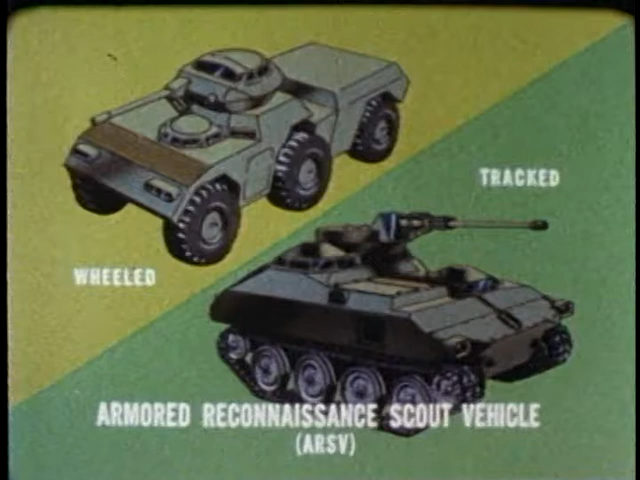 TRACKED
WHEELED
ARMORED RECONNAISSANCE SCOUT VEHICLE
(ARSV)